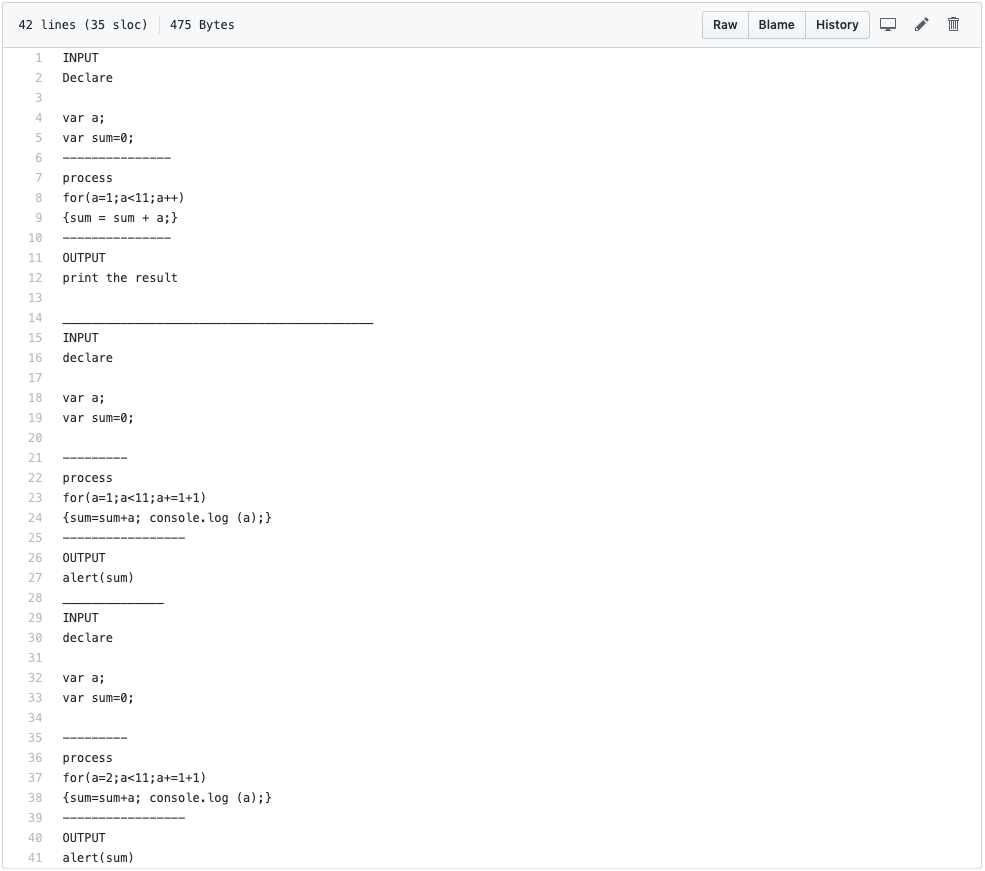 42 lines (35 sloc) 475 Bytes Raw Blame History
1 INPUT
2 Declare
3
4 var a;
5 var sum=0;
6 ---------------
7 process
8 for(a=1;a<11;a++)
9 {sum = sum + a;}
10 ---------------
11 OUTPUT
12 print the result
13
14 ___________________________________________
15 INPUT
16 declare
17
18 var a;
19 var sum=0;
20
21 ---------
22 process
23 for(a=1;a<11;a+=1+1)
24 {sum=sum+a; console.log (a);}
25 -----------------
26 OUTPUT
27 alert(sum)
28 ______________
29 INPUT
30 declare
31
32 var a;
33 var sum=0;
34
35 ---------
36 process
37 for(a=2;a<11;a+=1+1)
38 {sum=sum+a; console.log (a);}
39 -----------------
40 OUTPUT
41 alert(sum)